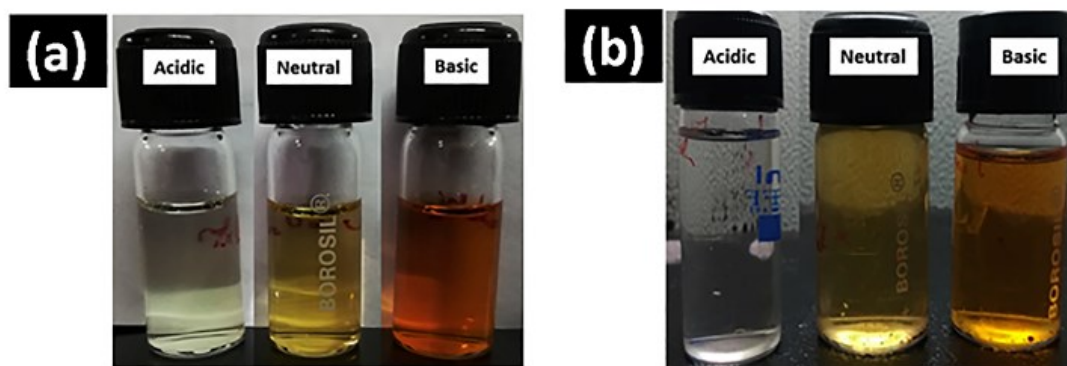 (a)
Acidic
Neutral
Basic
BOROSIL®
(b)
Acidic
Neutral
Basic
BOROSIL®
BOROSIL